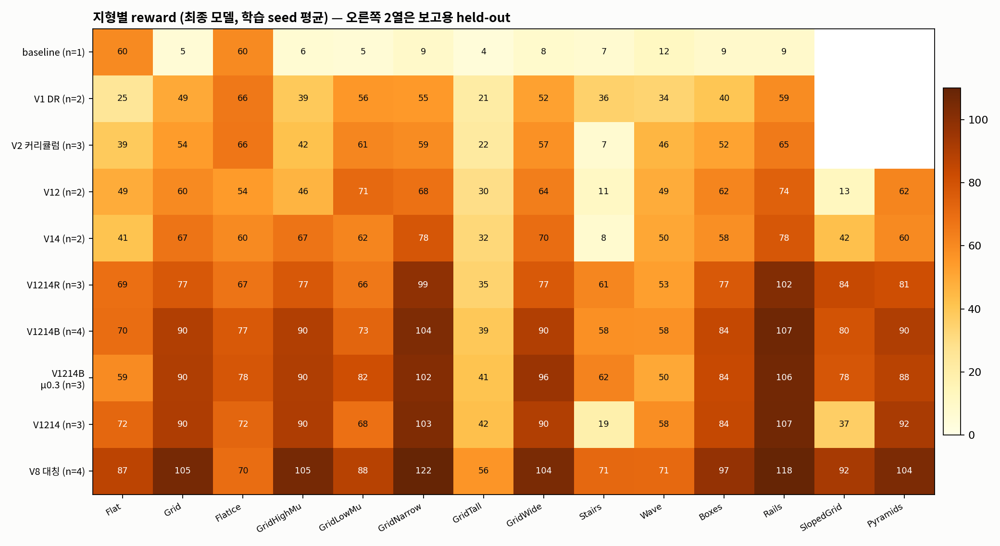 지형별 reward (최종 모델, 학습 seed 평균) — 오른쪽 2열은 보고용 held-out
baseline (n=1) 60 5 60 6 5 9 4 8 7 12 9 9
V1 DR (n=2) 25 49 66 39 56 55 21 52 36 34 40 59
V2 커리큘럼 (n=3) 39 54 66 42 61 59 22 57 7 46 52 65
V12 (n=2) 49 60 54 46 71 68 30 64 11 49 62 74 13 62
V14 (n=2) 41 67 60 67 62 78 32 70 8 50 58 78 42 60
V1214R (n=3) 69 77 67 77 66 99 35 77 61 53 77 102 84 81
V1214B (n=4) 70 90 77 90 73 104 39 90 58 58 84 107 80 90
V1214B
μ0.3 (n=3) 59 90 78 90 82 102 41 96 62 50 84 106 78 88
V1214 (n=3) 72 90 72 90 68 103 42 90 19 58 84 107 37 92
V8 대칭 (n=4) 87 105 70 105 88 122 56 104 71 71 97 118 92 104
Flat Grid FlatIce GridHighMu GridLowMu GridNarrow GridTall GridWide Stairs Wave Boxes Rails SlopedGrid Pyramids
100
80
60
40
20
0